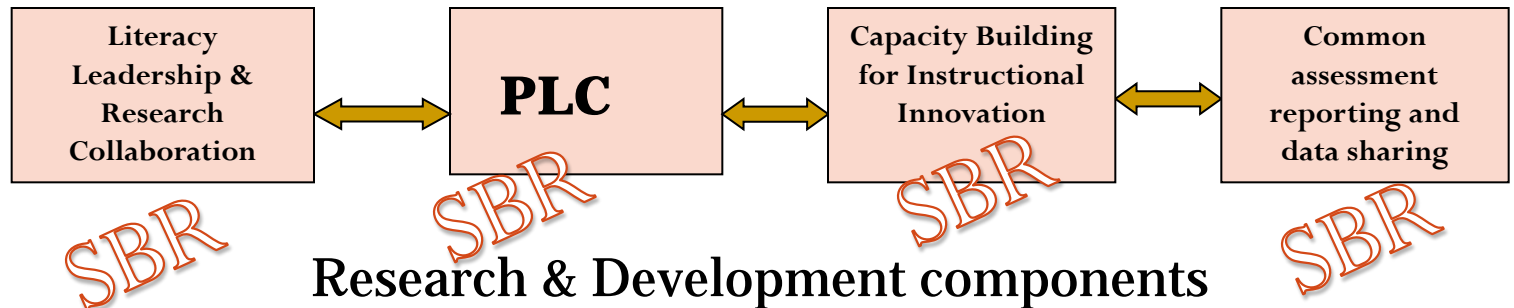 Literacy
Leadership &
Research
Collaboration
PLC
Capacity Building
for Instructional
Innovation
Common
assessment
reporting and
data sharing
SBR
SBR
SBR
SBR
Research & Development components